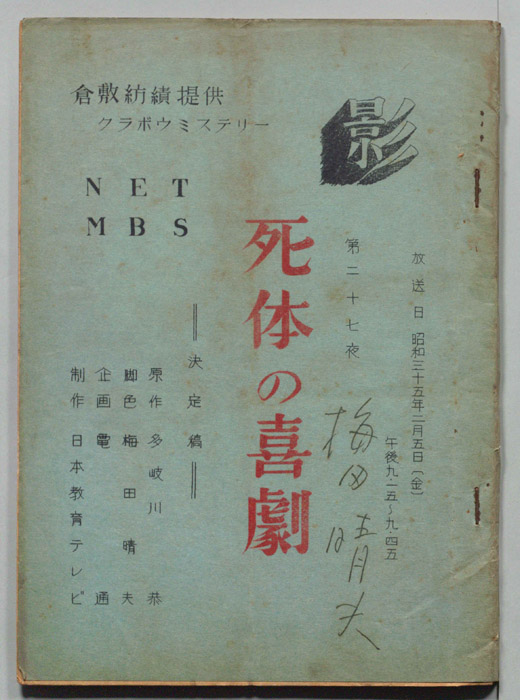 倉敷紡績提供
クラボウミステリー
NET
MBS
影
放送日 昭和三十五年二月五日(金)
午後九・一五〜九・四五
第二十七夜
梅田晴夫
死体の喜劇
＝決定稿＝
原作 多岐川恭
脚色 梅田晴夫
企画 電通
制作 日本教育テレビ